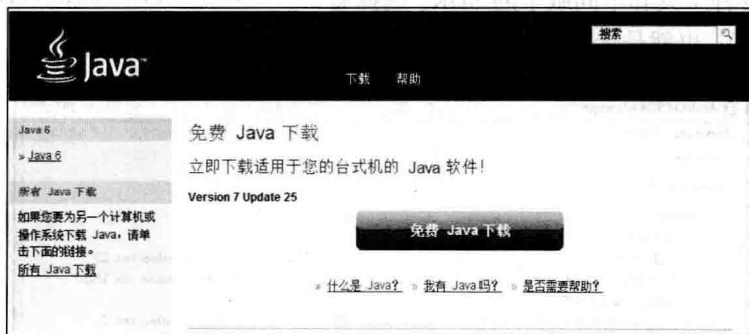 搜索
Java™
下载 帮助
Java 6
» Java 6
所有 Java 下载
如果您要为另一个计算机或
操作系统下载 Java，请单
击下面的链接。
所有 Java 下载
免费 Java 下载
立即下载适用于您的台式机的 Java 软件！
Version 7 Update 25
免费 Java 下载
» 什么是 Java？ » 我有 Java 吗？ » 是否需要帮助？